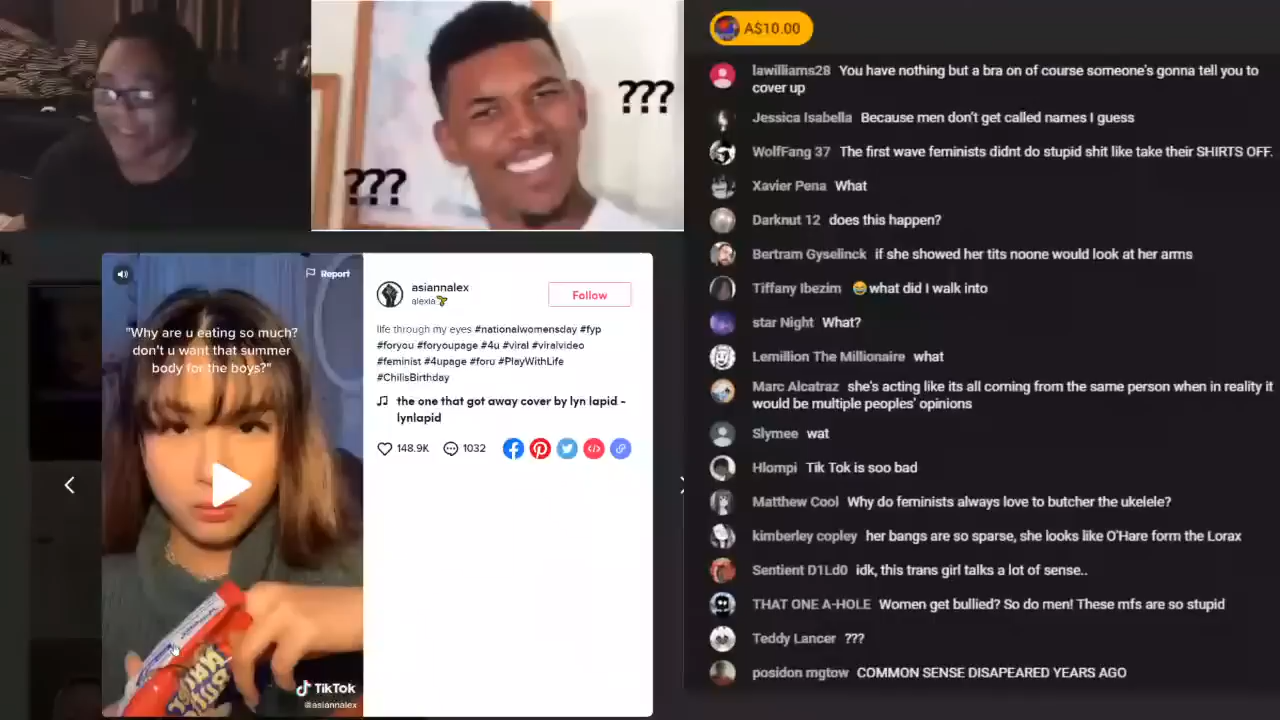 ???
???
k
Report
"Why are u eating so much?
don't u want that summer
body for the boys?"
TikTok
@asiannalex
asiannalex
alexia
Follow
life through my eyes #nationalwomensday #fyp
#foryou #foryoupage #4u #viral #viralvideo
#feminist #4upage #foru #PlayWithLife
#ChilisBirthday
the one that got away cover by lyn lapid -
lynlapid
148.9K
1032
A$10.00
lawilliams28 You have nothing but a bra on of course someone's gonna tell you to
cover up
Jessica Isabella Because men don't get called names I guess
WolfFang 37 The first wave feminists didnt do stupid shit like take their SHIRTS OFF.
Xavier Pena What
Darknut 12 does this happen?
Bertram Gyselinck if she showed her tits noone would look at her arms
Tiffany Ibezim 😂what did I walk into
star Night What?
Lemillion The Millionaire what
Marc Alcatraz she's acting like its all coming from the same person when in reality it
would be multiple peoples' opinions
Slymee wat
Hlompi Tik Tok is soo bad
Matthew Cool Why do feminists always love to butcher the ukelele?
kimberley copley her bangs are so sparse, she looks like O'Hare form the Lorax
Sentient D1Ld0 idk, this trans girl talks a lot of sense..
THAT ONE A-HOLE Women get bullied? So do men! These mfs are so stupid
Teddy Lancer ???
posidon mgtow COMMON SENSE DISAPEARED YEARS AGO